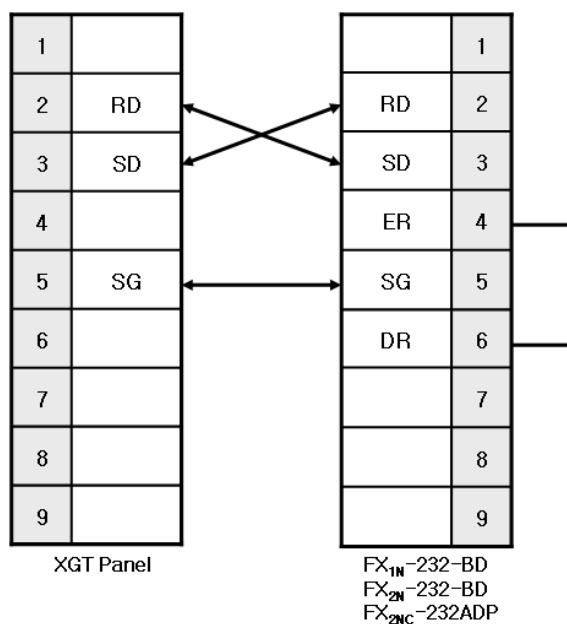 1 1
2 RD RD 2
3 SD SD 3
4 ER 4
5 SG SG 5
6 DR 6
7 7
8 8
9 9
XGT Panel FX1N-232-BD
FX2N-232-BD
FX2NC-232ADP